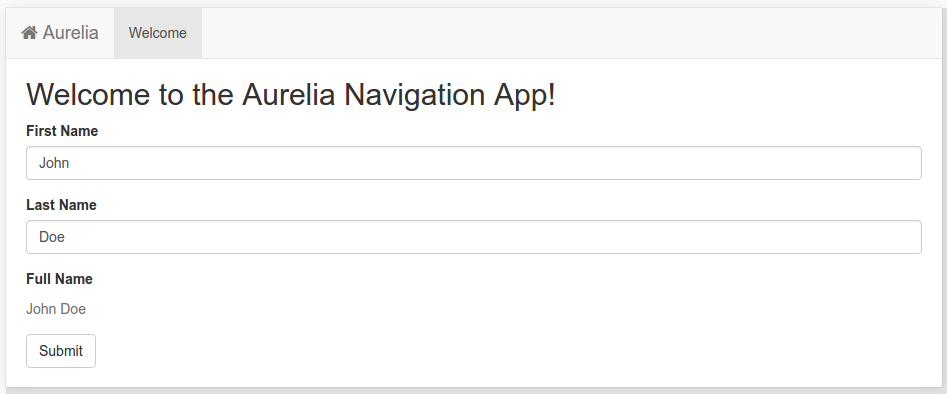 Aurelia Welcome
Welcome to the Aurelia Navigation App!
First Name
John
Last Name
Doe
Full Name
John Doe
Submit